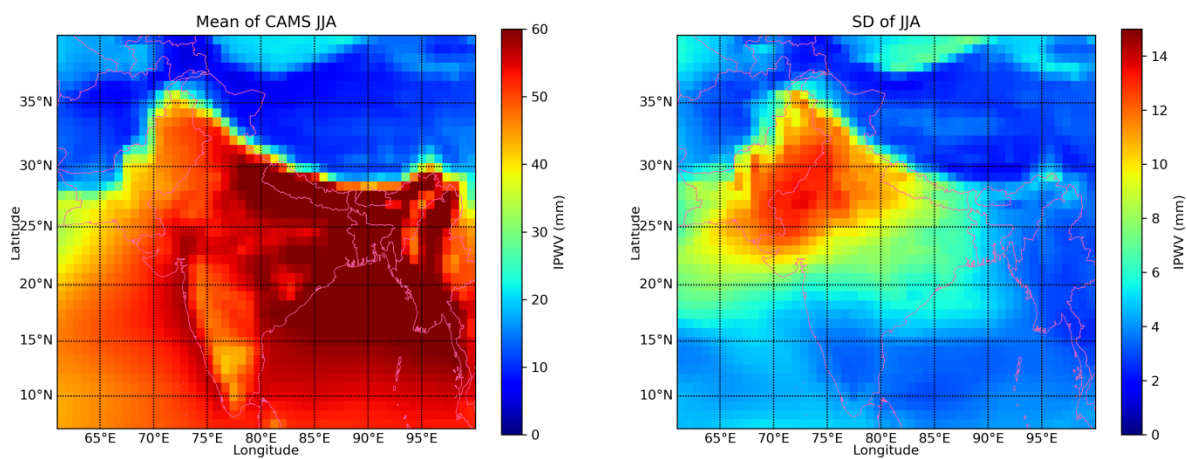 Mean of CAMS JJA
35°N
30°N
25°N
20°N
15°N
10°N
Latitude
65°E 70°E 75°E 80°E 85°E 90°E 95°E
Longitude
60
50
40
30
20
10
0
IPWV (mm)
SD of JJA
35°N
30°N
25°N
20°N
15°N
10°N
Latitude
65°E 70°E 75°E 80°E 85°E 90°E 95°E
Longitude
14
12
10
8
6
4
2
0
IPWV (mm)